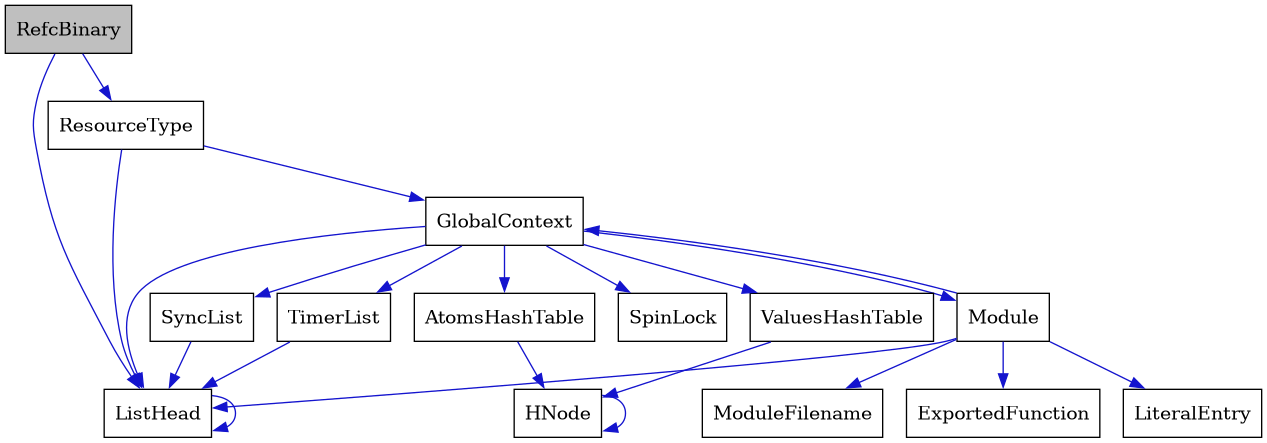 RefcBinary
ResourceType
GlobalContext
SyncList
TimerList
AtomsHashTable
SpinLock
ValuesHashTable
Module
ListHead
HNode
ModuleFilename
ExportedFunction
LiteralEntry